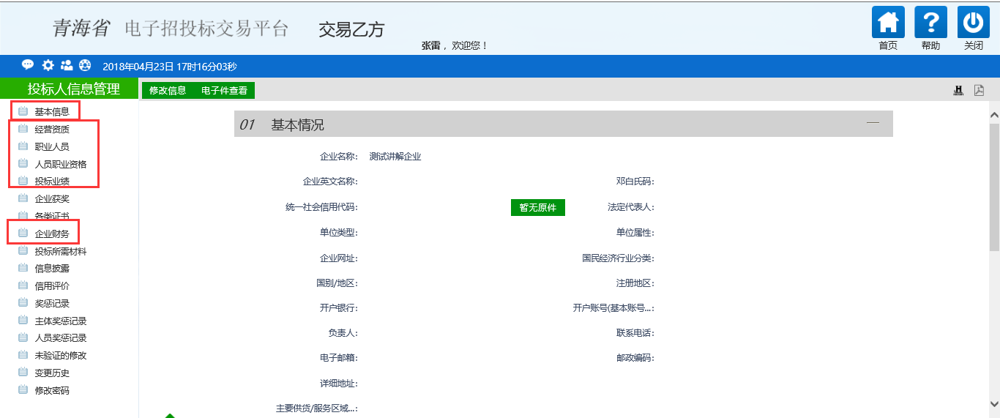 青海省 电子招投标交易平台 交易乙方
张雷，欢迎您！
首页 帮助 关闭
2018年04月23日 17时16分03秒
投标人信息管理
修改信息 电子件查看
基本信息
经营资质
职业人员
人员职业资格
投标业绩
企业获奖
各类证书
企业财务
投标所需材料
信息披露
信用评价
奖惩记录
主体奖惩记录
人员奖惩记录
未验证的修改
变更历史
修改密码
01 基本情况
企业名称: 测试讲解企业
企业英文名称: 邓白氏码:
统一社会信用代码: 暂无原件 法定代表人:
单位类型: 单位属性:
企业网址: 国民经济行业分类:
国别/地区: 注册地区:
开户银行: 开户账号(基本账号...:
负责人: 联系电话:
电子邮箱: 邮政编码:
详细地址:
主要供货/服务区域...: